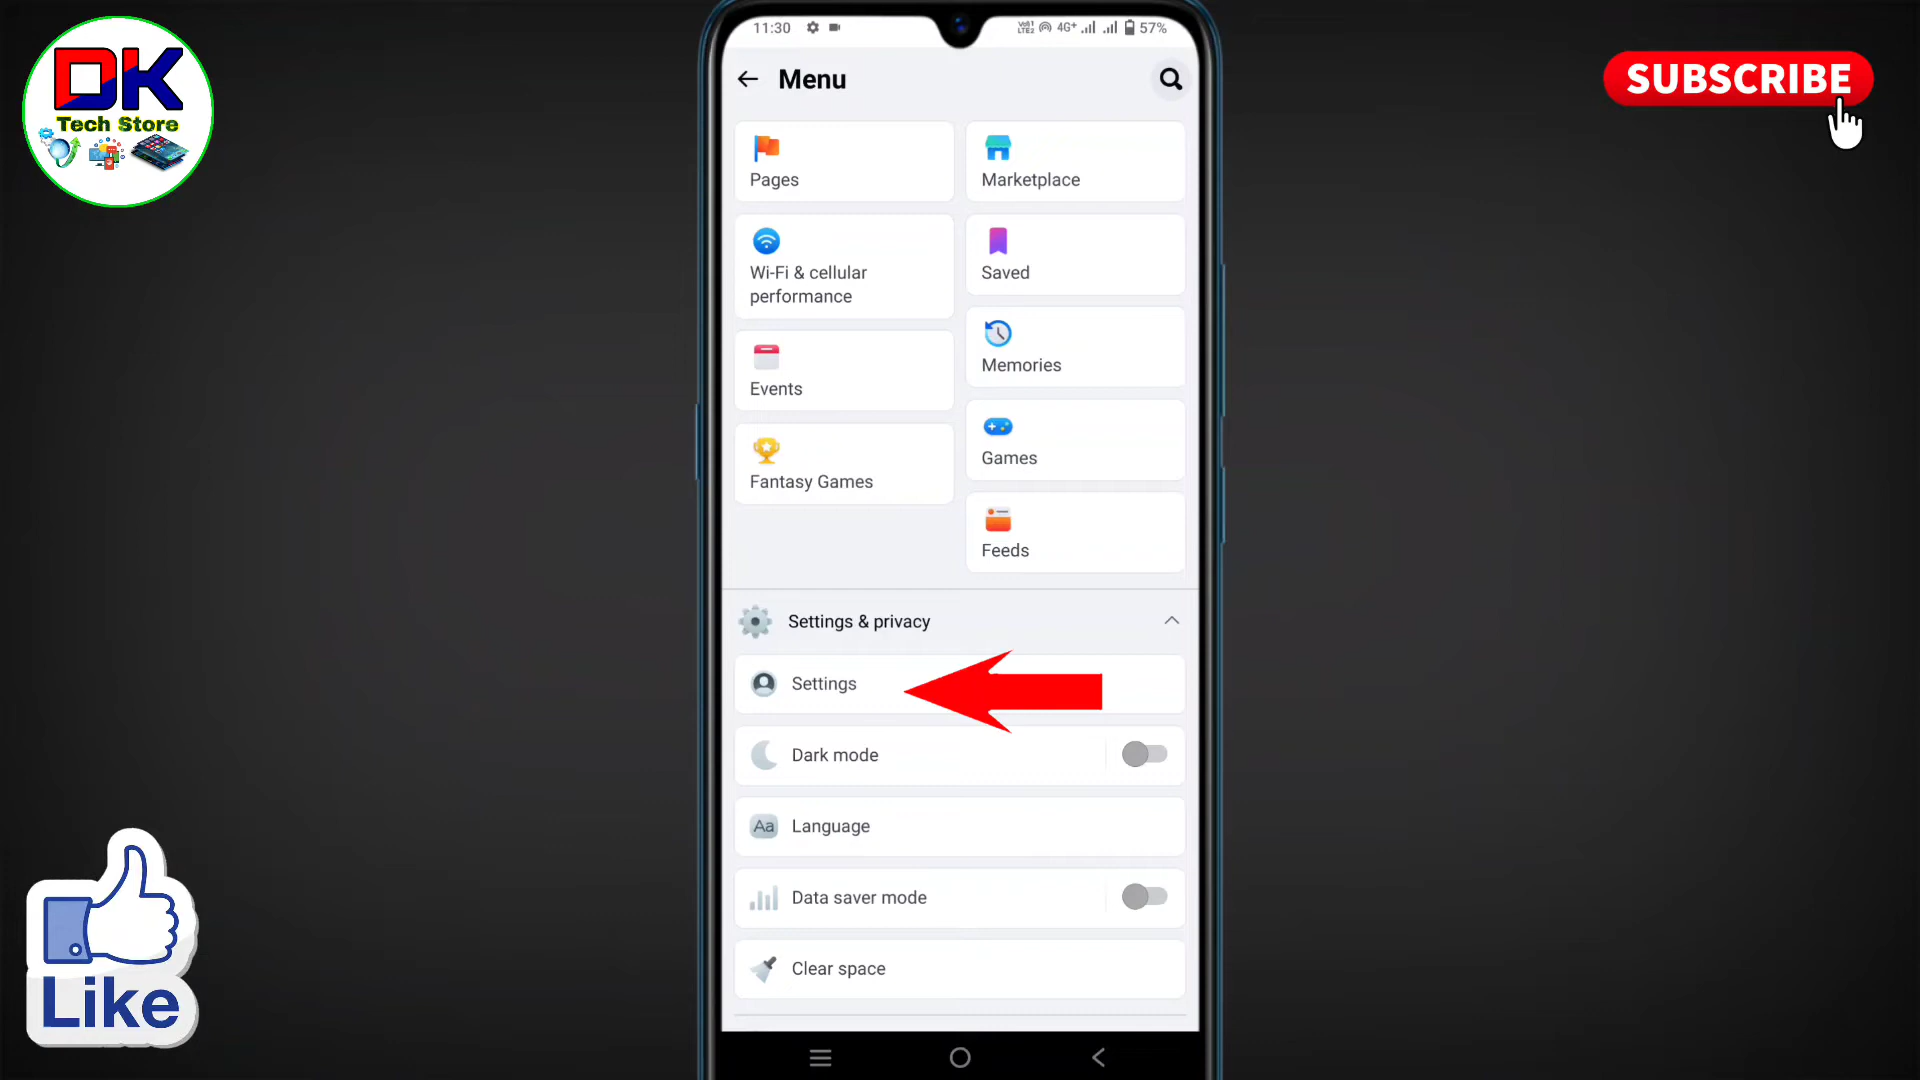 DK
Tech Store
SUBSCRIBE
11:30
4G+
57%
Menu
Pages
Marketplace
Wi-Fi & cellular
performance
Saved
Memories
Events
Games
Fantasy Games
Feeds
Settings & privacy
Settings
Dark mode
Aa Language
Data saver mode
Clear space
Like